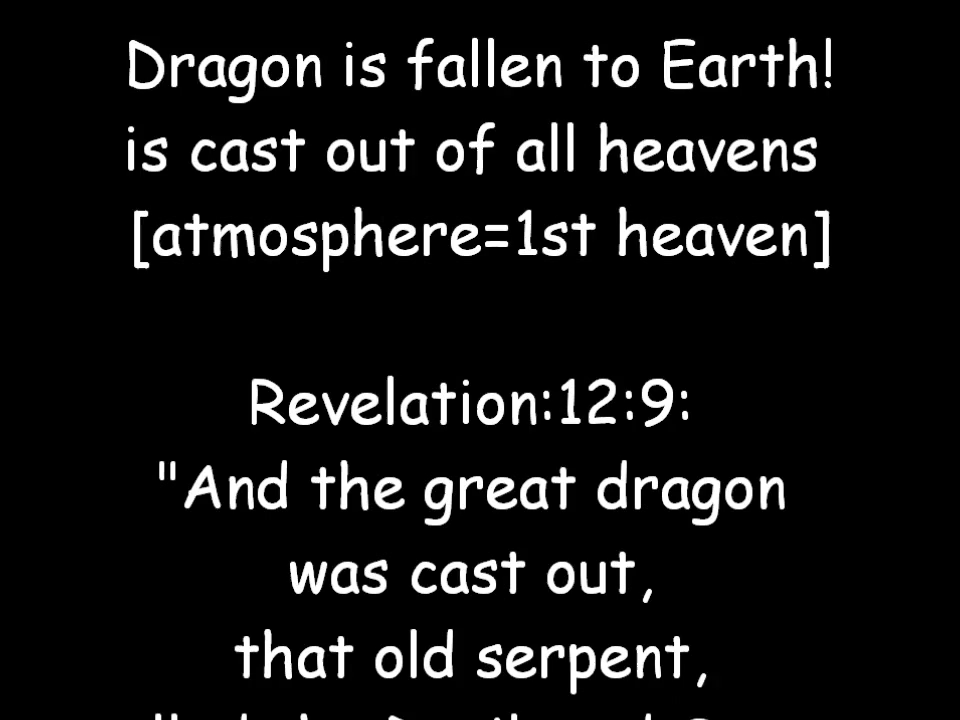 Dragon is fallen to Earth!
is cast out of all heavens
[atmosphere=1st heaven]
Revelation:12:9:
"And the great dragon
was cast out,
that old serpent,